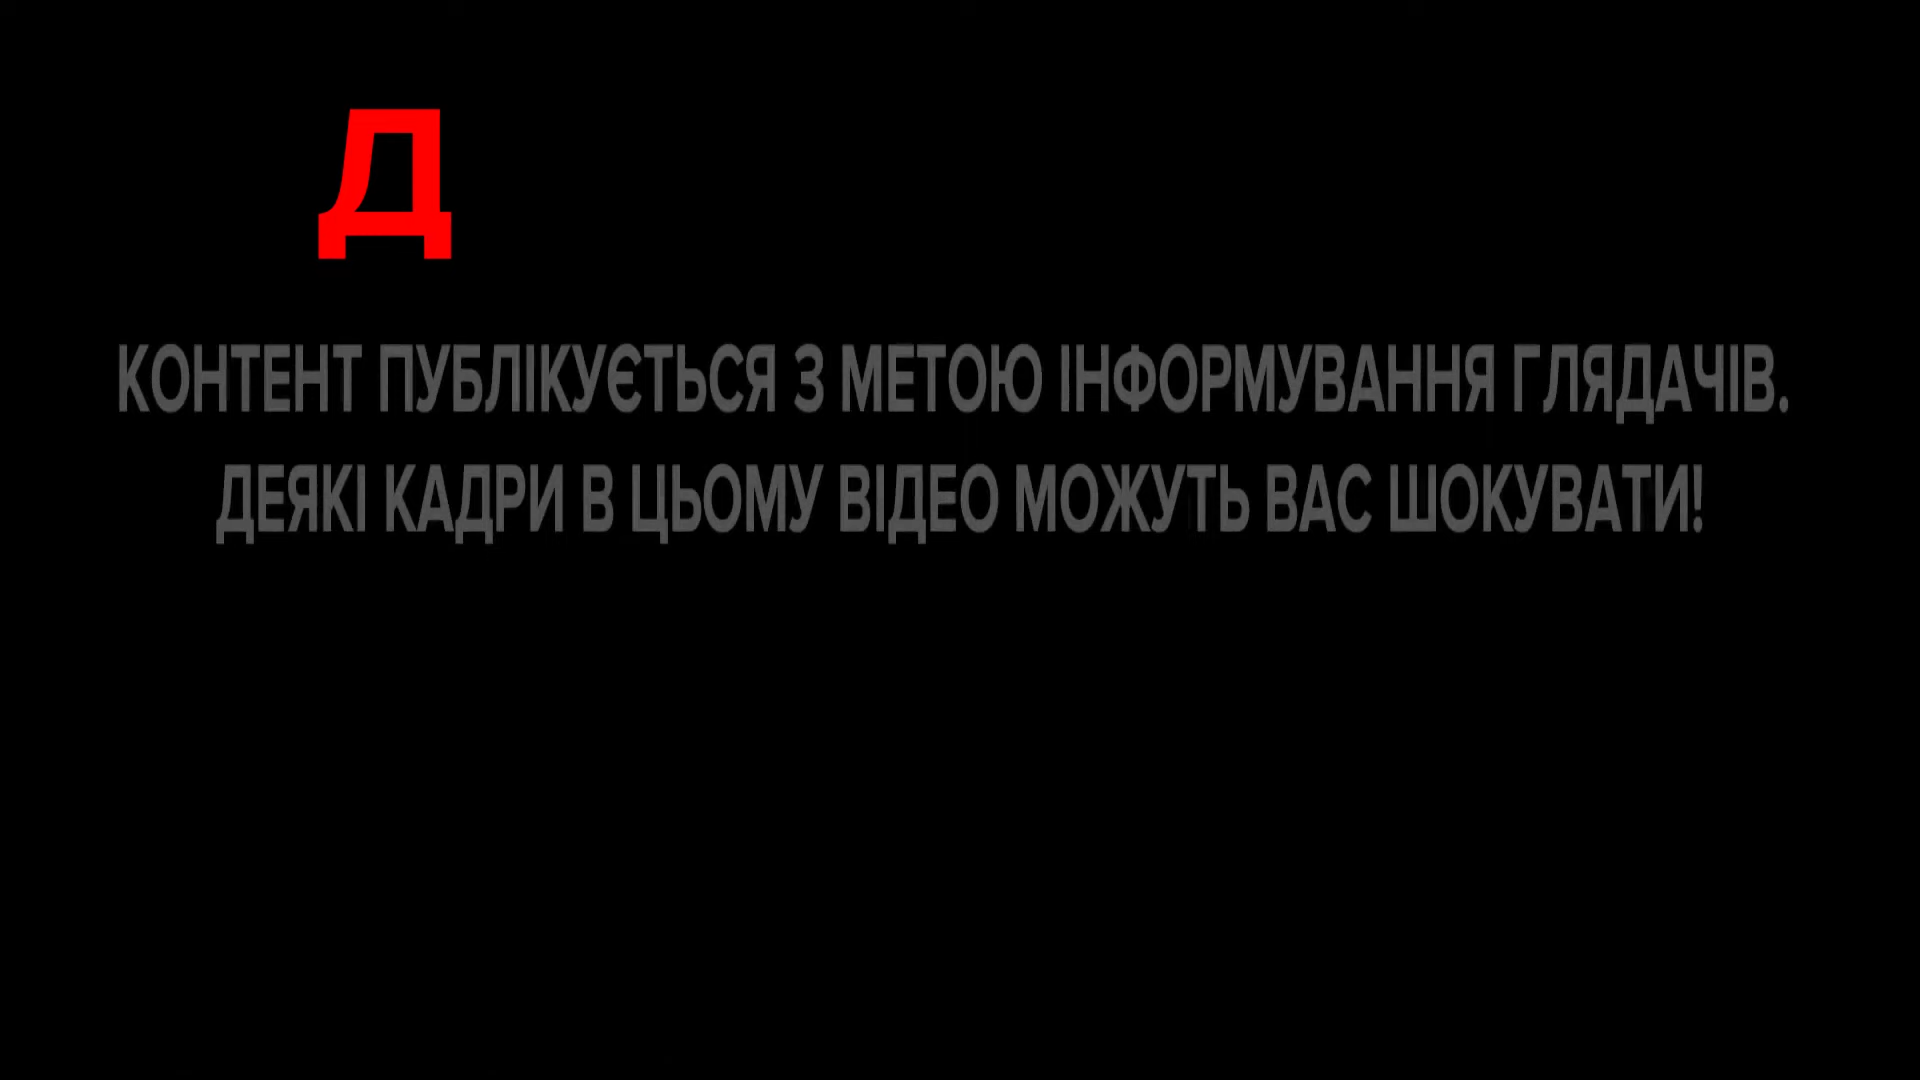 Д
КОНТЕНТ ПУБЛІКУЄТЬСЯ З МЕТОЮ ІНФОРМУВАННЯ ГЛЯДАЧІВ.
ДЕЯКІ КАДРИ В ЦЬОМУ ВІДЕО МОЖУТЬ ВАС ШОКУВАТИ!